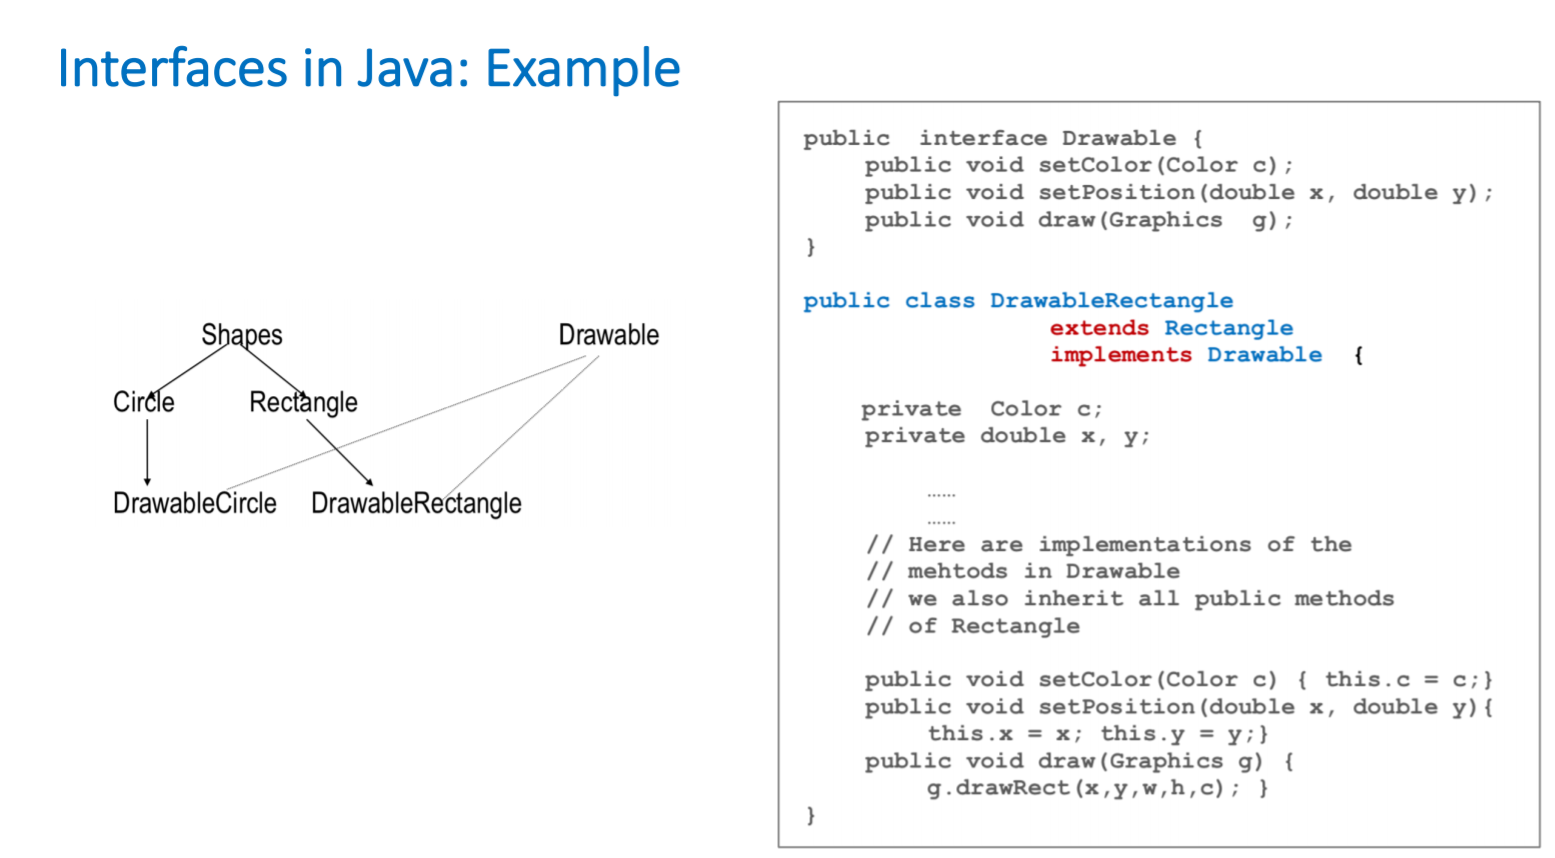 Interfaces in Java: Example
Shapes
Drawable
Circle
Rectangle
DrawableCircle
DrawableRectangle
public  interface Drawable {
public void setColor(Color c);
public void setPosition(double x, double y);
public void draw(Graphics  g);
}
public class DrawableRectangle
extends Rectangle
implements Drawable  {
private  Color c;
private double x, y;
......
......
// Here are implementations of the
// mehtods in Drawable
// we also inherit all public methods
// of Rectangle
public void setColor(Color c) { this.c = c;}
public void setPosition(double x, double y){
this.x = x; this.y = y;}
public void draw(Graphics g) {
g.drawRect(x,y,w,h,c); }
}